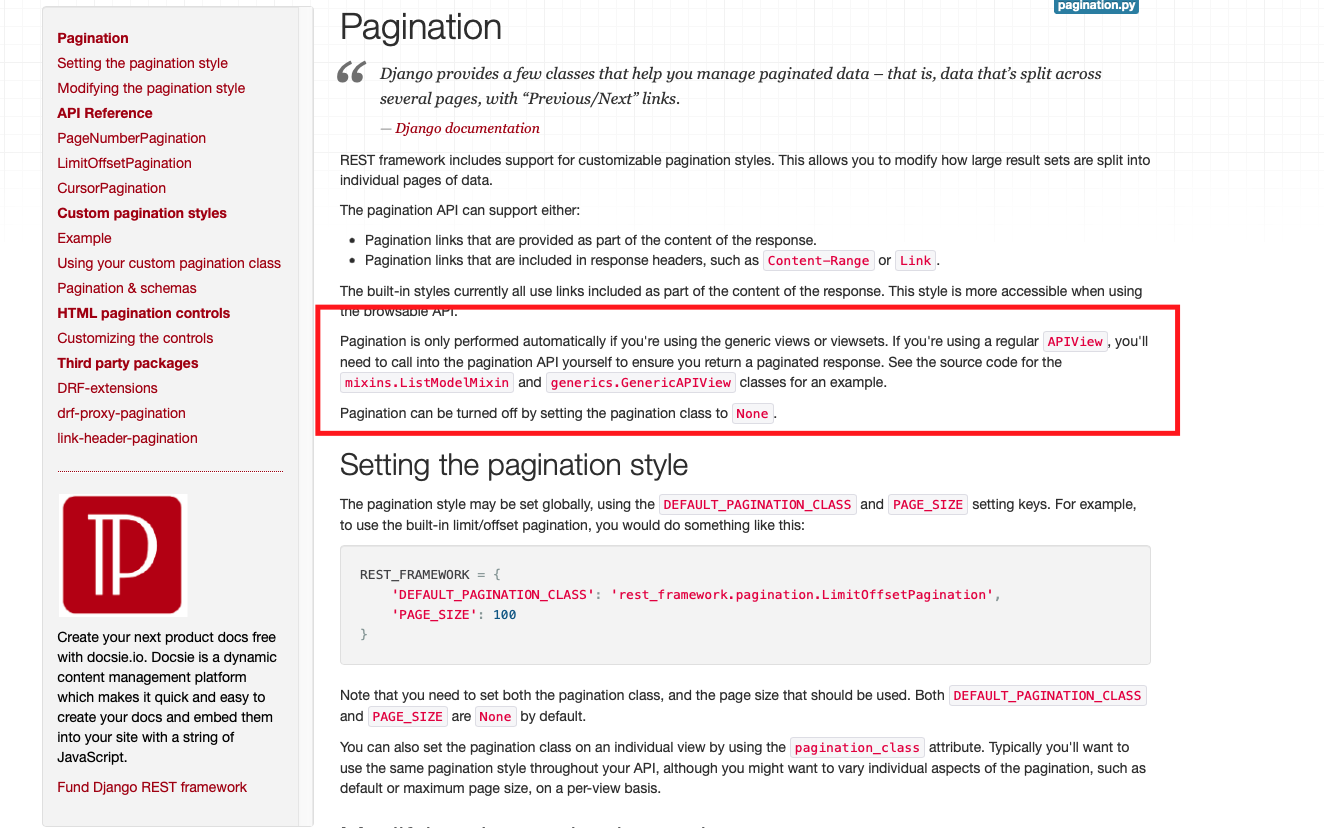 pagination.py
Pagination
Setting the pagination style
Modifying the pagination style
API Reference
PageNumberPagination
LimitOffsetPagination
CursorPagination
Custom pagination styles
Example
Using your custom pagination class
Pagination & schemas
HTML pagination controls
Customizing the controls
Third party packages
DRF-extensions
drf-proxy-pagination
link-header-pagination
P
Create your next product docs free
with docsie.io. Docsie is a dynamic
content management platform
which makes it quick and easy to
create your docs and embed them
into your site with a string of
JavaScript.
Fund Django REST framework
Pagination
“ Django provides a few classes that help you manage paginated data – that is, data that’s split across
several pages, with “Previous/Next” links.
— Django documentation
REST framework includes support for customizable pagination styles. This allows you to modify how large result sets are split into
individual pages of data.
The pagination API can support either:
• Pagination links that are provided as part of the content of the response.
• Pagination links that are included in response headers, such as Content-Range or Link.
The built-in styles currently all use links included as part of the content of the response. This style is more accessible when using
the browsable API.
Pagination is only performed automatically if you're using the generic views or viewsets. If you're using a regular APIView, you'll
need to call into the pagination API yourself to ensure you return a paginated response. See the source code for the
mixins.ListModelMixin and generics.GenericAPIView classes for an example.
Pagination can be turned off by setting the pagination class to None.
Setting the pagination style
The pagination style may be set globally, using the DEFAULT_PAGINATION_CLASS and PAGE_SIZE setting keys. For example,
to use the built-in limit/offset pagination, you would do something like this:
REST_FRAMEWORK = {
    'DEFAULT_PAGINATION_CLASS': 'rest_framework.pagination.LimitOffsetPagination',
    'PAGE_SIZE': 100
}
Note that you need to set both the pagination class, and the page size that should be used. Both DEFAULT_PAGINATION_CLASS
and PAGE_SIZE are None by default.
You can also set the pagination class on an individual view by using the pagination_class attribute. Typically you'll want to
use the same pagination style throughout your API, although you might want to vary individual aspects of the pagination, such as
default or maximum page size, on a per-view basis.